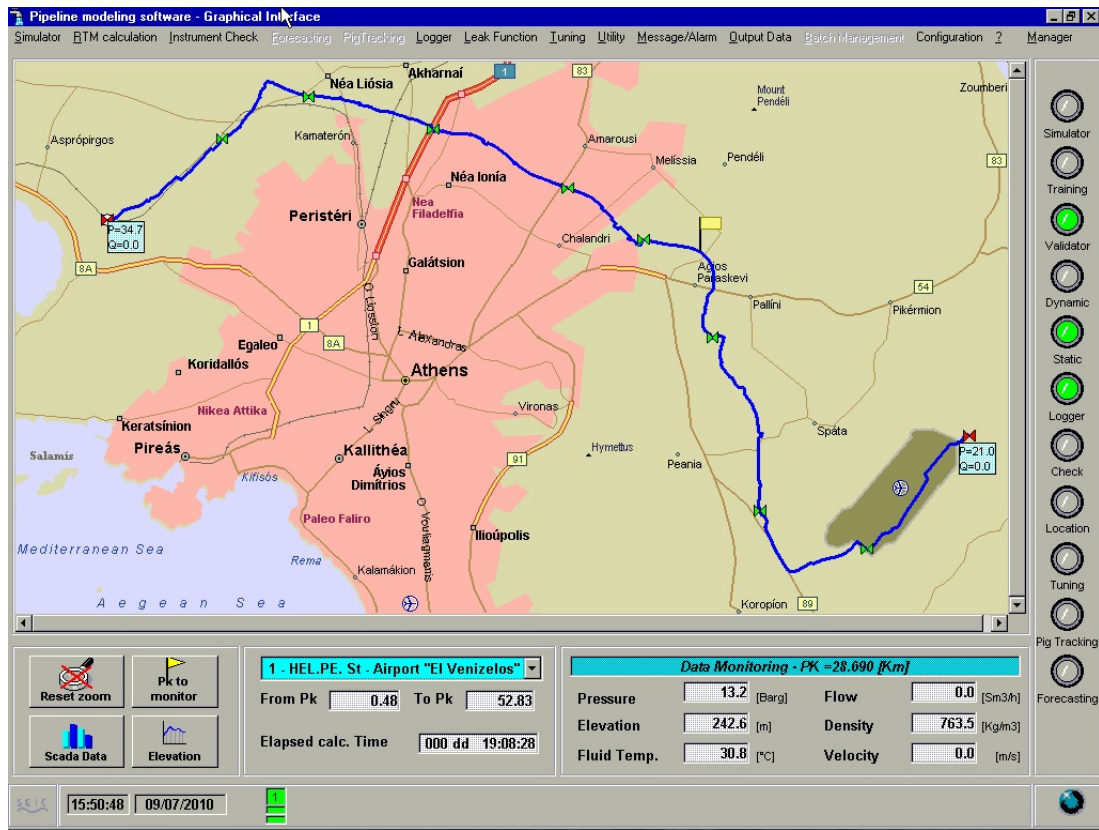 Pipeline modeling software - Graphical Interface
Simulator RTM calculation Instrument Check Forecasting PigTracking Logger Leak Function Tuning Utility Message/Alarm Output Data Batch Management Configuration ? Manager
Akharnaí
1
83
Néa Liósia
Mount
Pendéli
Zoumberi
Asprópirgos
Kamaterón
Amarousi
Melíssia
Pendéli
83
Néa Ionía
Nea
Filadelfia
Peristéri
P=34.7
Q=0.0
Chalandri
8A
Galátsion
Agios
Paraskevi
54
Pallíni
Pikérmion
O. Liossion
1
L. Alexandras
Egaleo
8A
Koridallós
Athens
Nikea Attika
L. Singru
Vironas
Keratsínion
Spáta
Pireás
Salamis
Kallithéa
91
Hymettus
Peania
P=21.0
Q=0.0
Kifisós
Áyios
Dimítrios
Paleo Faliro
O. Vouliagmenis
Ilioúpolis
Mediterranean Sea
Rema
Kalamákion
Aegean Sea
Koropíon
89
Simulator
Training
Validator
Dynamic
Static
Logger
Check
Location
Tuning
Pig Tracking
Forecasting
Reset zoom
Pk to
monitor
Scada Data
Elevation
1 - HEL.PE. St - Airport "El Venizelos"
From Pk 0.48 To Pk 52.83
Elapsed calc. Time 000 dd 19:08:28
Data Monitoring - PK =28.690 [Km]
Pressure 13.2 [Barg] Flow 0.0 [Sm3/h]
Elevation 242.6 [m] Density 763.5 [Kg/m3]
Fluid Temp. 30.8 [°C] Velocity 0.0 [m/s]
15:50:48 09/07/2010 1